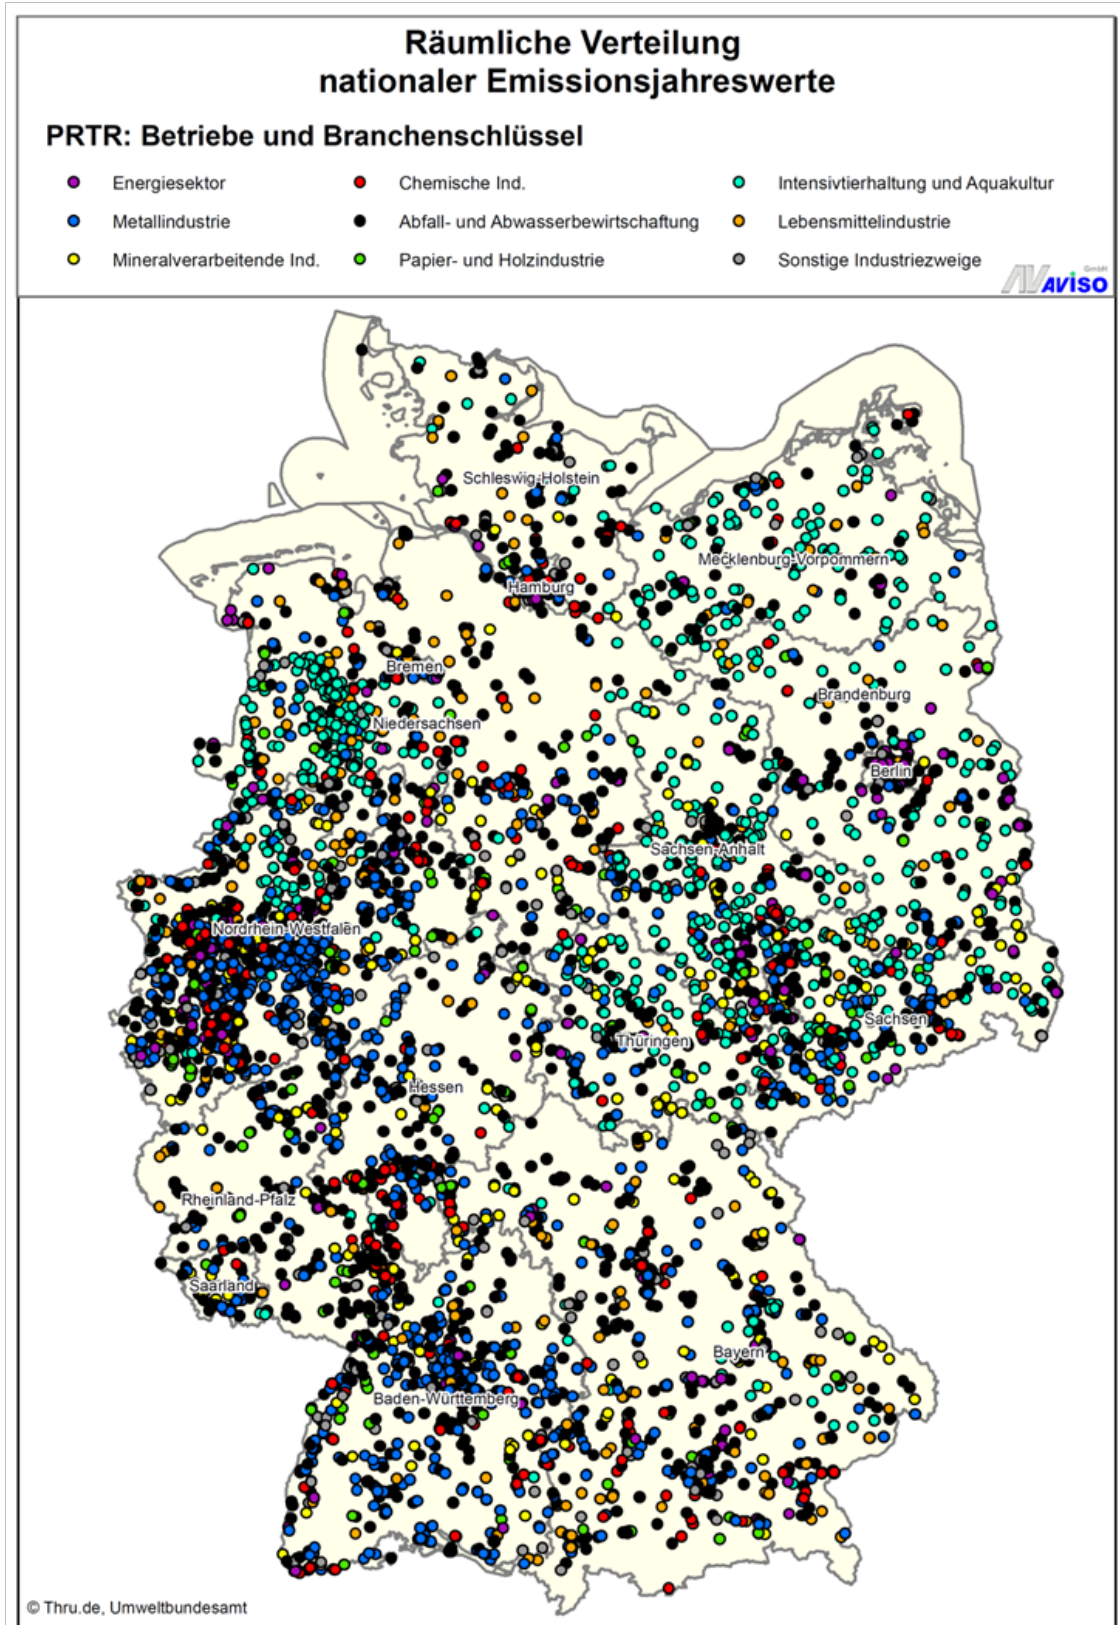 Räumliche Verteilung
nationaler Emissionsjahreswerte
PRTR: Betriebe und Branchenschlüssel
Energiesektor
Chemische Ind.
Intensivtierhaltung und Aquakultur
Metallindustrie
Abfall- und Abwasserbewirtschaftung
Lebensmittelindustrie
Mineralverarbeitende Ind.
Papier- und Holzindustrie
Sonstige Industriezweige
GmbH
AVISO
Schleswig-Holstein
Mecklenburg-Vorpommern
Hamburg
Bremen
Brandenburg
Niedersachsen
Berlin
Sachsen-Anhalt
Nordrhein-Westfalen
Sachsen
Thüringen
Hessen
Rheinland-Pfalz
Saarland
Bayern
Baden-Württemberg
© Thru.de, Umweltbundesamt